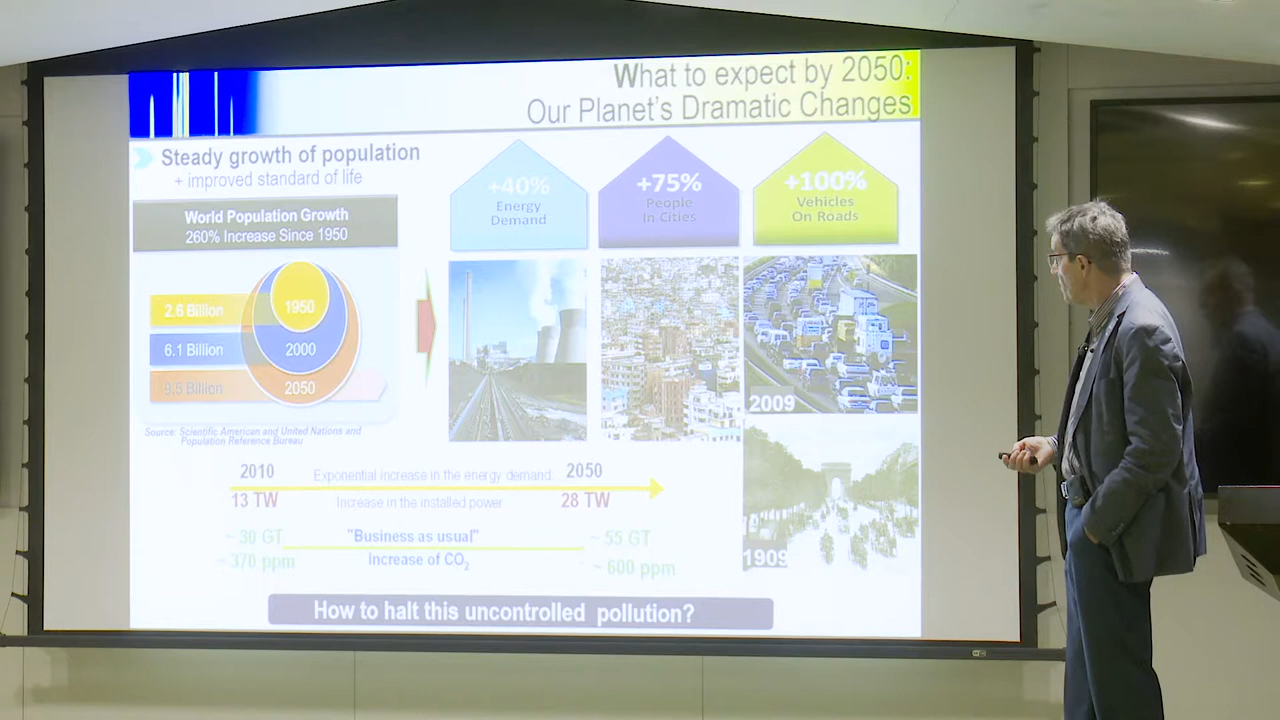 What to expect by 2050:
Our Planet's Dramatic Changes
Steady growth of population
+ improved standard of life
World Population Growth
260% Increase Since 1950
2.6 Billion
1950
6.1 Billion
2000
9.5 Billion
2050
Source: Scientific American and United Nations and
Population Reference Bureau
+40%
Energy
Demand
+75%
People
In Cities
+100%
Vehicles
On Roads
2009
1909
2010
Exponential increase in the energy demand
2050
13 TW
Increase in the installed power
28 TW
~ 30 GT
"Business as usual"
~ 55 GT
~370 ppm
Increase of CO₂
~ 600 ppm
How to halt this uncontrolled pollution?